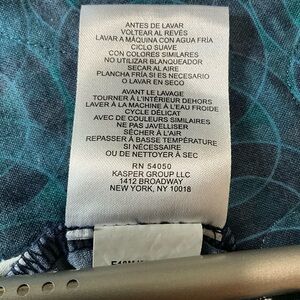 ANTES DE LAVAR
VOLTEAR AL REVÉS
LAVAR A MÁQUINA CON AGUA FRÍA
CICLO SUAVE
CON COLORES SIMILARES
NO UTILIZAR BLANQUEADOR
SECAR AL AIRE
PLANCHA FRÍA SI ES NECESARIO
O LAVAR EN SECO
AVANT LE LAVAGE
TOURNER À L'INTÉRIEUR DEHORS
LAVER À LA MACHINE À L'EAU FROIDE
CYCLE DÉLICAT
AVEC DE COULEURS SIMILAIRES
NE PAS JAVELLISER
SÉCHER À L'AIR
REPASSER À BASSE TEMPÉRATURE
SI NÉCESSAIRE
OU DE NETTOYER À SEC
RN 54050
KASPER GROUP LLC
1412 BROADWAY
NEW YORK, NY 10018